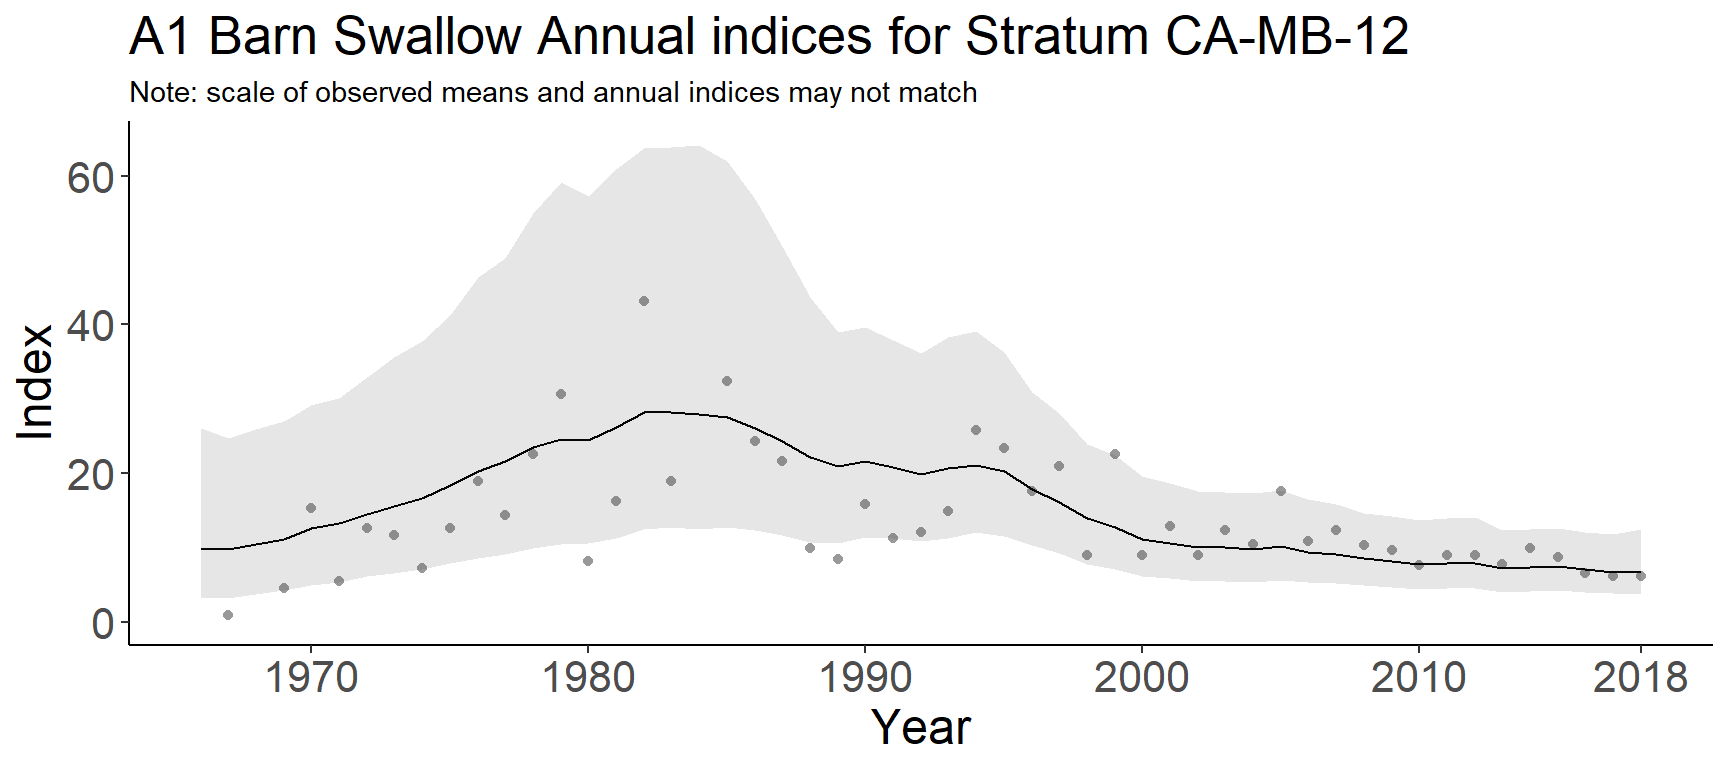 A1 Barn Swallow Annual indices for Stratum CA-MB-12
Note: scale of observed means and annual indices may not match
Index
60
40
20
0
1970 1980 1990 2000 2010 2018
Year